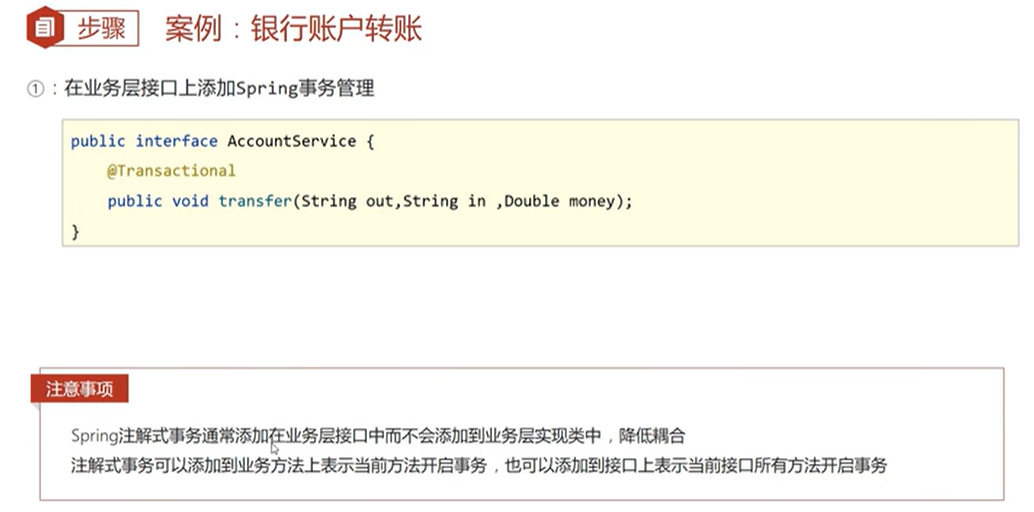 步骤 案例：银行账户转账
①：在业务层接口上添加Spring事务管理
public interface AccountService {
@Transactional
public void transfer(String out,String in ,Double money);
}
注意事项
Spring注解式事务通常添加在业务层接口中而不会添加到业务层实现类中，降低耦合
注解式事务可以添加到业务方法上表示当前方法开启事务，也可以添加到接口上表示当前接口所有方法开启事务